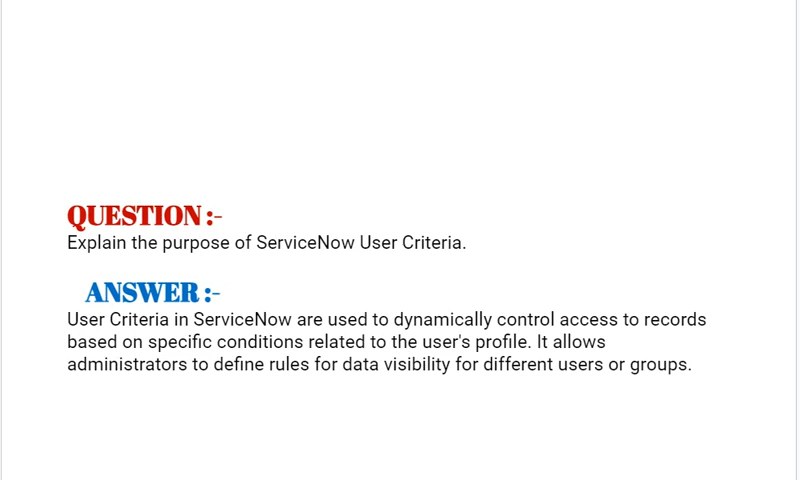 QUESTION :-
Explain the purpose of ServiceNow User Criteria.
ANSWER :-
User Criteria in ServiceNow are used to dynamically control access to records
based on specific conditions related to the user's profile. It allows
administrators to define rules for data visibility for different users or groups.